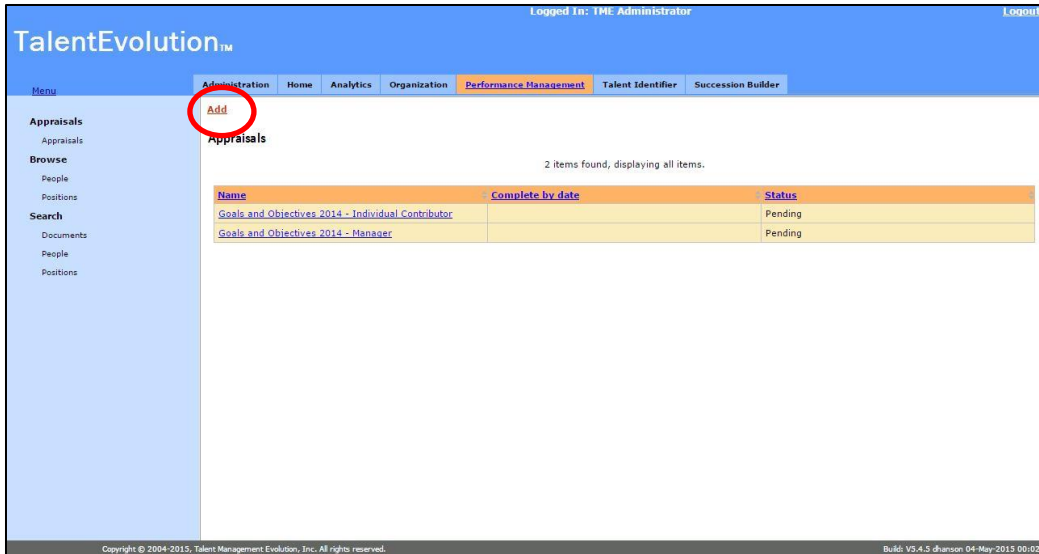 Logged In: TME Administrator
Logout
TalentEvolution™
Menu
Administration Home Analytics Organization Performance Management Talent Identifier Succession Builder
Add
Appraisals
Appraisals
Browse
People
Positions
Search
Documents
People
Positions
Appraisals
2 items found, displaying all items.
Name Complete by date Status
Goals and Objectives 2014 - Individual Contributor Pending
Goals and Objectives 2014 - Manager Pending
Copyright © 2004-2015, Talent Management Evolution, Inc. All rights reserved.
Build: V5.4.5 dhanson 04-May-2015 00:02